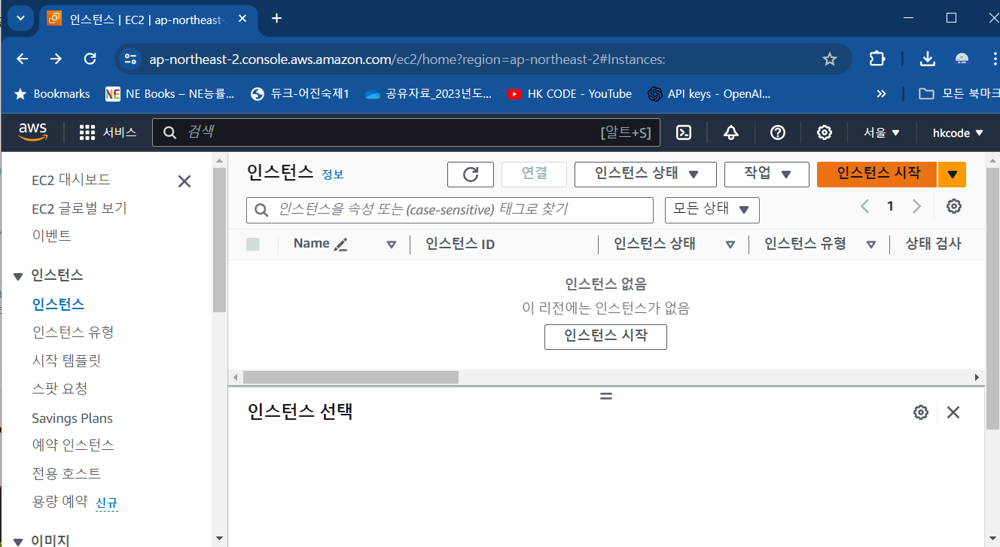 인스턴스 | EC2 | ap-northeast-
ap-northeast-2.console.aws.amazon.com/ec2/home?region=ap-northeast-2#Instances:
Bookmarks NE NE Books – NE능률... 듀크-어진숙제1 공유자료_2023년도... HK CODE - YouTube API keys - OpenAI... » 모든 북마크
aws 서비스 검색 [알트+S] 서울 hkcode
EC2 대시보드
EC2 글로벌 보기
이벤트
인스턴스
인스턴스
인스턴스 유형
시작 템플릿
스팟 요청
Savings Plans
예약 인스턴스
전용 호스트
용량 예약 신규
이미지
인스턴스 정보 연결 인스턴스 상태 작업 인스턴스 시작
인스턴스을 속성 또는 (case-sensitive) 태그로 찾기 모든 상태 1
Name 인스턴스 ID 인스턴스 상태 인스턴스 유형 상태 검사
인스턴스 없음
이 리전에는 인스턴스가 없음
인스턴스 시작
인스턴스 선택